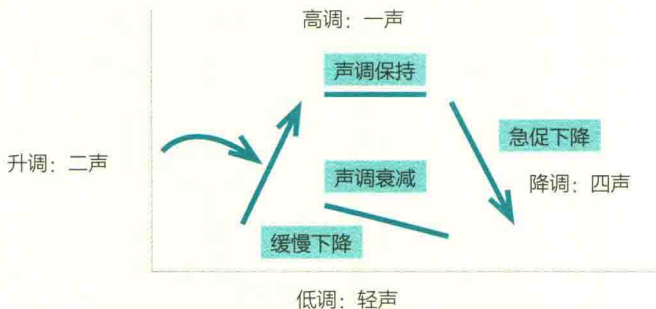 高调：一声
声调保持
急促下降
升调：二声
声调衰减
降调：四声
缓慢下降
低调：轻声